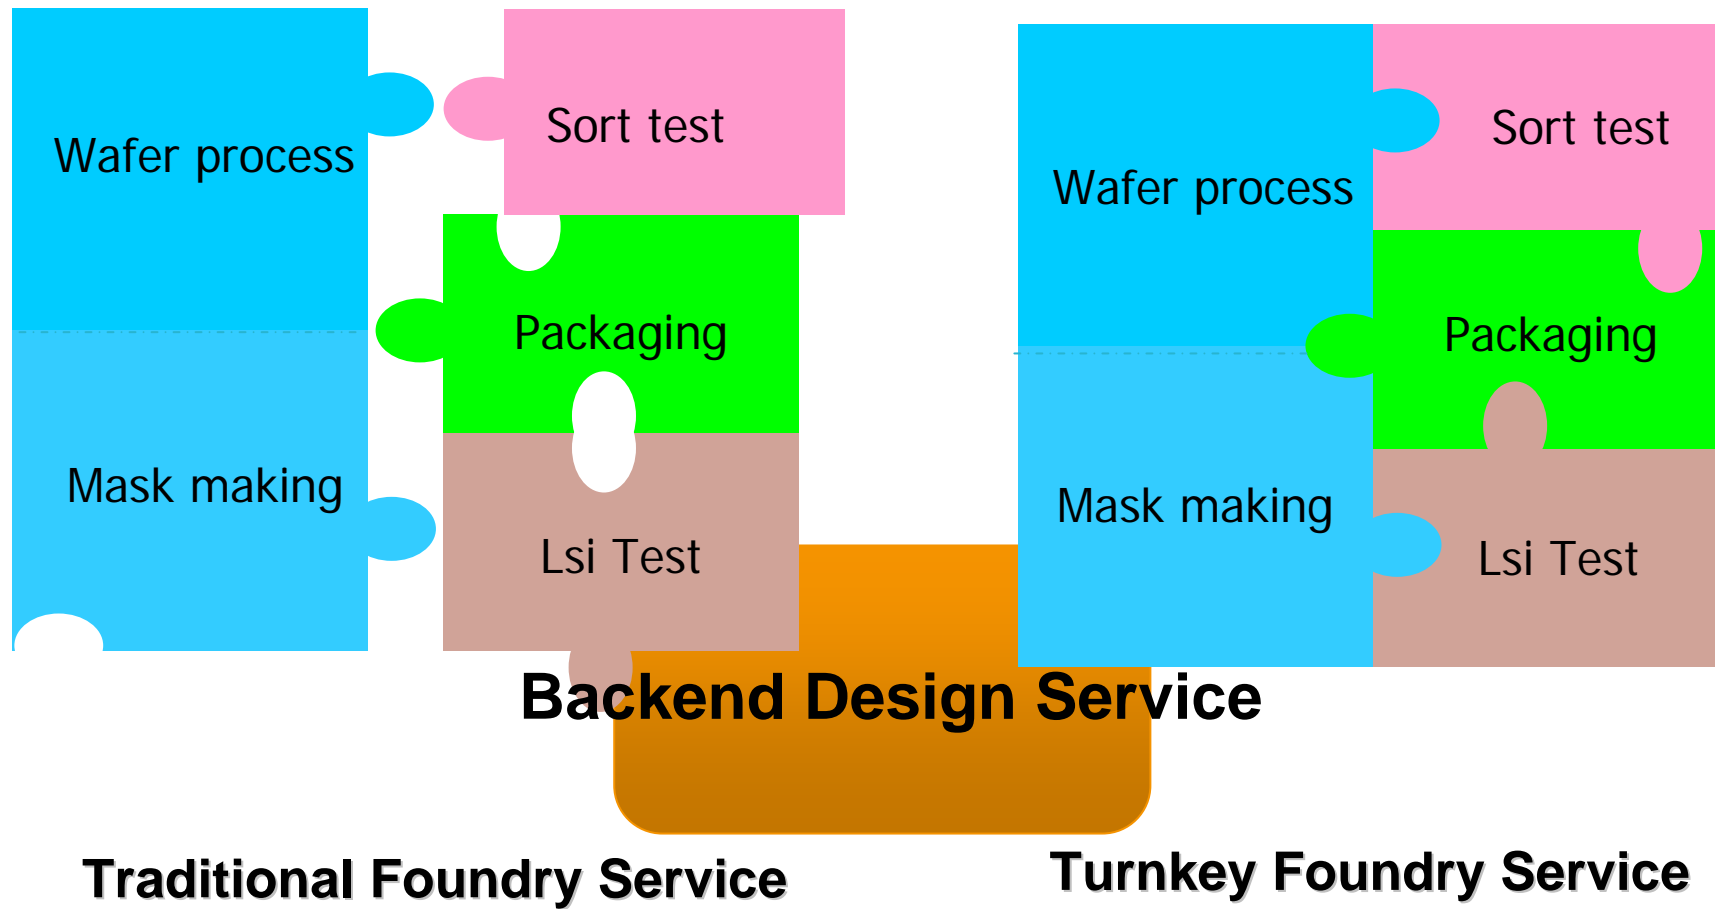 Wafer process
Sort test
Packaging
Mask making
Lsi Test
Wafer process
Sort test
Packaging
Mask making
Lsi Test
Backend Design Service
Traditional Foundry Service
Turnkey Foundry Service